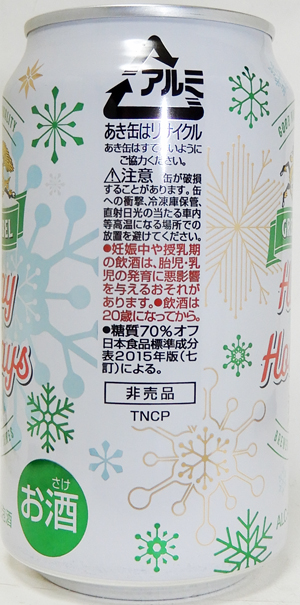 アルミ
あき缶はリサイクル
あき缶はすてないように
ご協力ください。
⚠注意 缶が破損
することがあります。缶
への衝撃、冷凍庫保管、
直射日光の当たる車内
等高温になる場所での
放置を避けてください。
●妊娠中や授乳期
の飲酒は、胎児・乳
児の発育に悪影響
を与えるおそれが
あります。●飲酒は
20歳になってから。
●糖質70%オフ
日本食品標準成分
表2015年版(七
訂)による。
非売品
TNCP
さけ
お酒